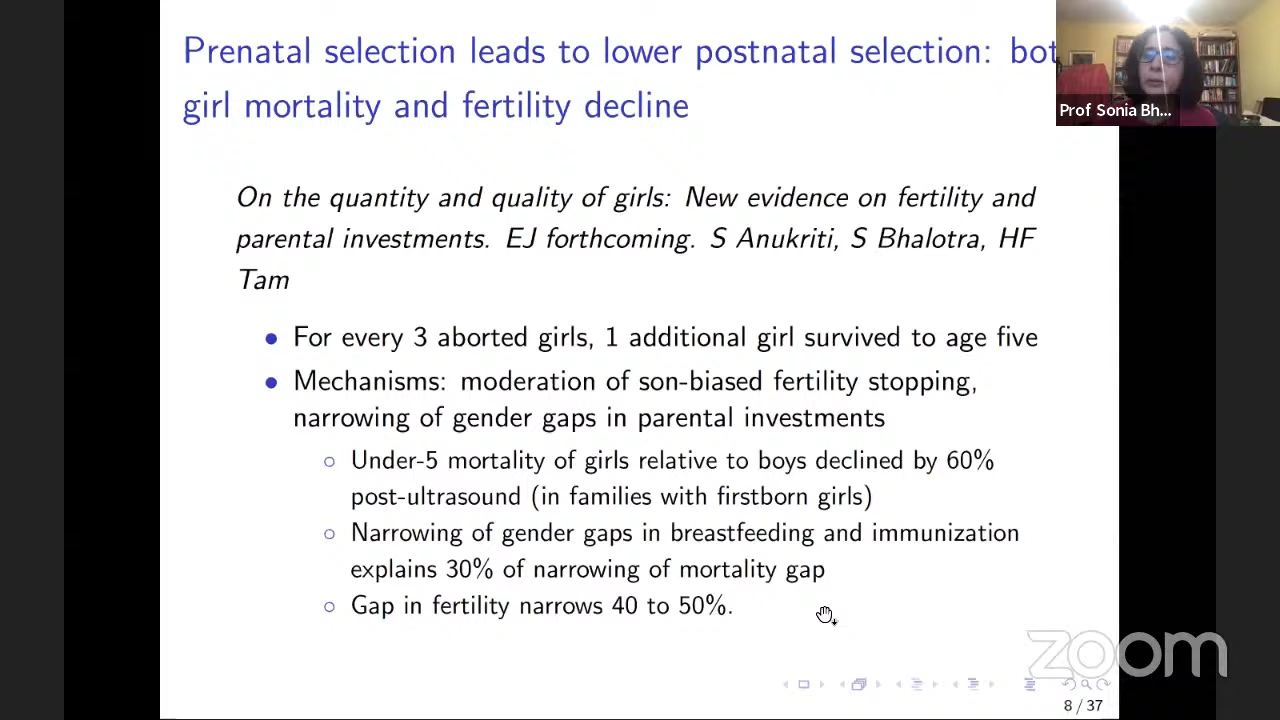 Prenatal selection leads to lower postnatal selection: bot
girl mortality and fertility decline
Prof Sonia Bh...
On the quantity and quality of girls: New evidence on fertility and
parental investments. EJ forthcoming. S Anukriti, S Bhalotra, HF
Tam
• For every 3 aborted girls, 1 additional girl survived to age five
• Mechanisms: moderation of son-biased fertility stopping,
narrowing of gender gaps in parental investments
○ Under-5 mortality of girls relative to boys declined by 60%
post-ultrasound (in families with firstborn girls)
○ Narrowing of gender gaps in breastfeeding and immunization
explains 30% of narrowing of mortality gap
○ Gap in fertility narrows 40 to 50%.
zoom
8 / 37